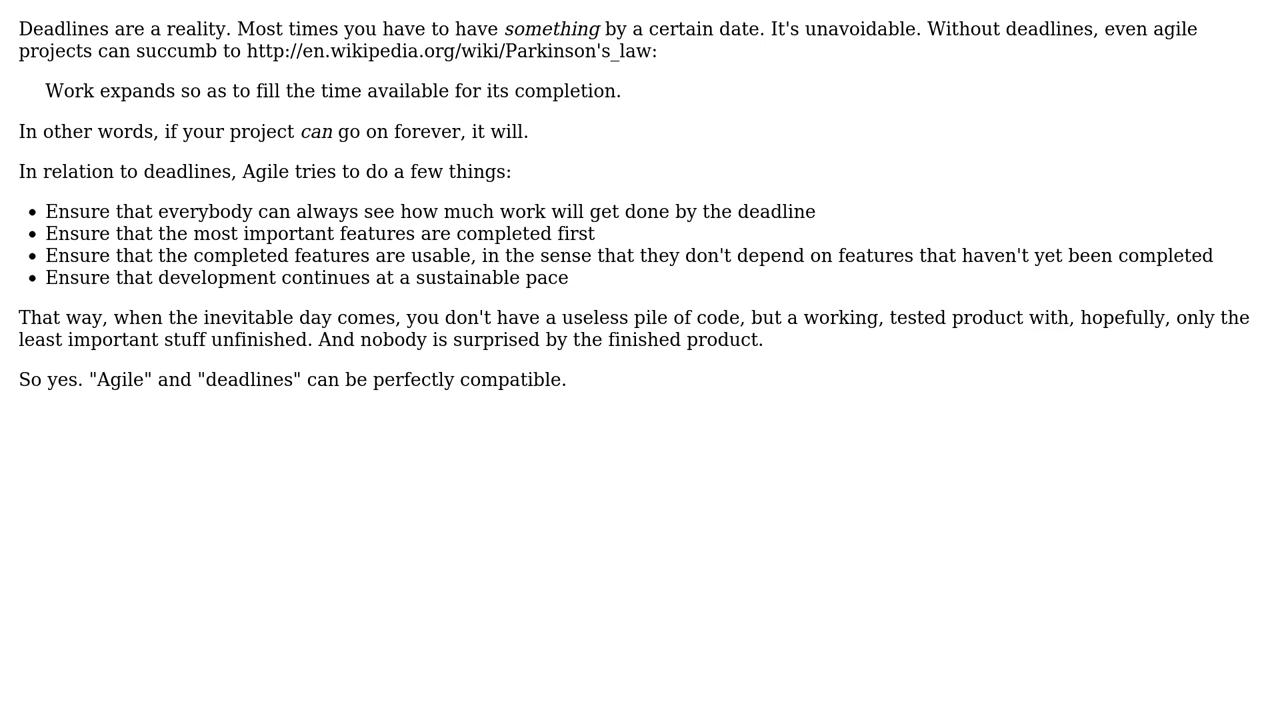 Deadlines are a reality. Most times you have to have something by a certain date. It's unavoidable. Without deadlines, even agile
projects can succumb to http://en.wikipedia.org/wiki/Parkinson's_law:
Work expands so as to fill the time available for its completion.
In other words, if your project can go on forever, it will.
In relation to deadlines, Agile tries to do a few things:
• Ensure that everybody can always see how much work will get done by the deadline
• Ensure that the most important features are completed first
• Ensure that the completed features are usable, in the sense that they don't depend on features that haven't yet been completed
• Ensure that development continues at a sustainable pace
That way, when the inevitable day comes, you don't have a useless pile of code, but a working, tested product with, hopefully, only the
least important stuff unfinished. And nobody is surprised by the finished product.
So yes. "Agile" and "deadlines" can be perfectly compatible.